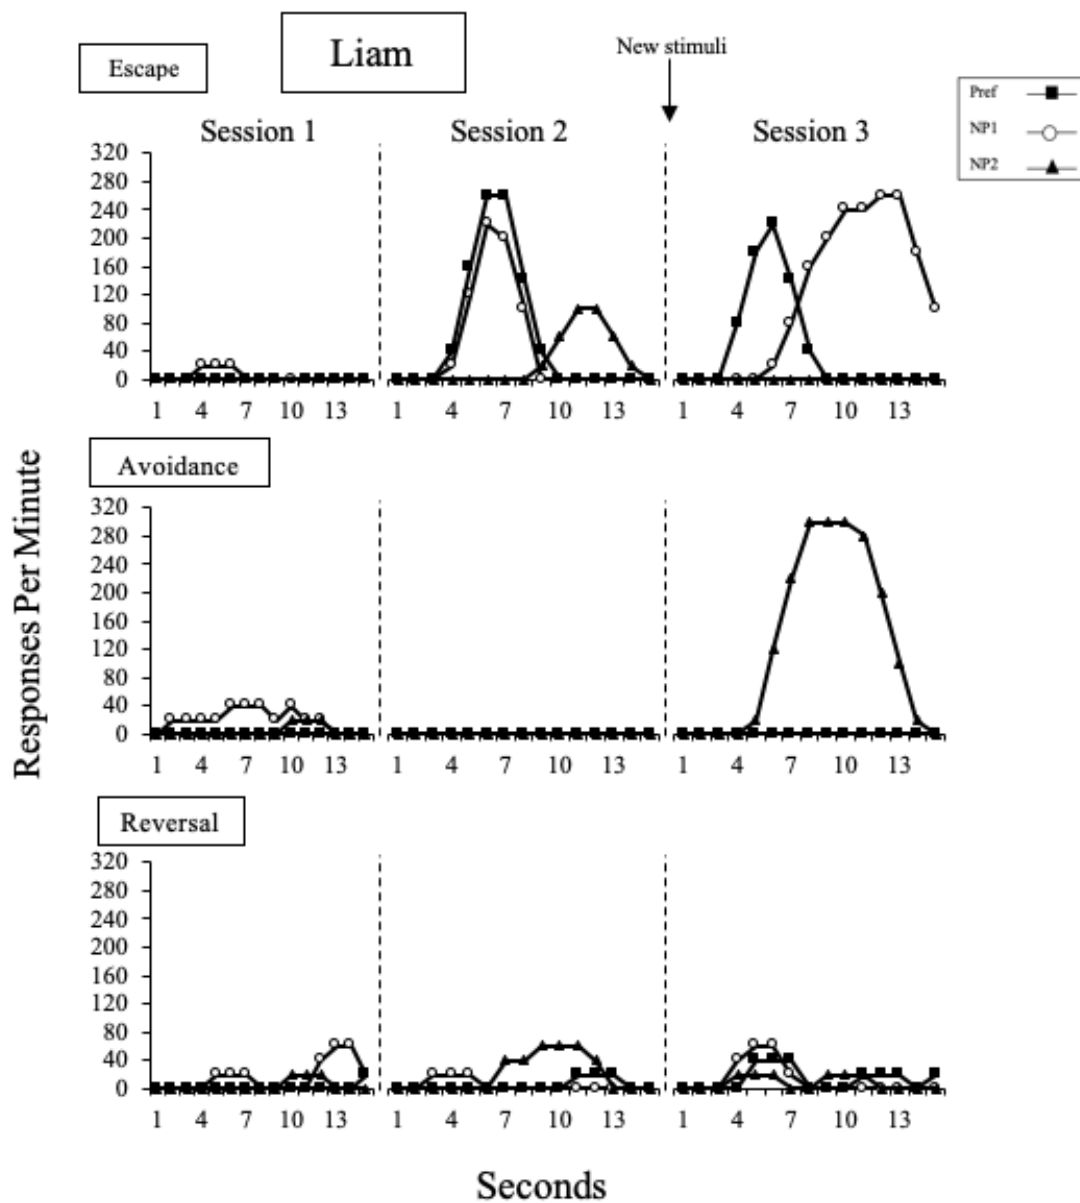 Liam
New stimuli
Escape
Pref
NP1
NP2
Session 1
Session 2
Session 3
320
280
240
200
160
120
80
40
0
1 4 7 10 13
1 4 7 10 13
1 4 7 10 13
Avoidance
320
280
240
200
160
120
80
40
0
1 4 7 10 13
1 4 7 10 13
1 4 7 10 13
Reversal
320
280
240
200
160
120
80
40
0
1 4 7 10 13
1 4 7 10 13
1 4 7 10 13
Responses Per Minute
Seconds